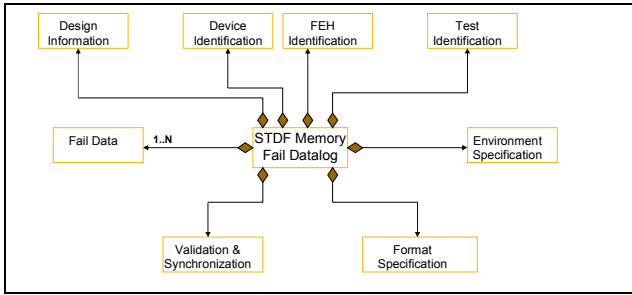 Design
Information
Device
Identification
FEH
Identification
Test
Identification
Fail Data
1..N
STDF Memory
Fail Datalog
Environment
Specification
Validation &
Synchronization
Format
Specification